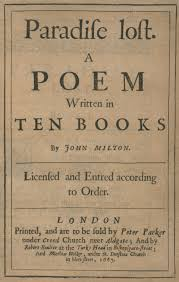 Paradiſe loſt.
A
POEM
Written in
TEN BOOKS
By JOHN MILTON.
Licenſed and Entred according
to Order.
LONDON
Printed, and are to be ſold by Peter Parker
under Creed Church neer Aldgate; And by
Robert Boulter at the Turks Head in Biſhopſgate-ſtreet;
And Matthias Walker, under St. Dunſtons Church
in Fleet-ſtreet, 1667.